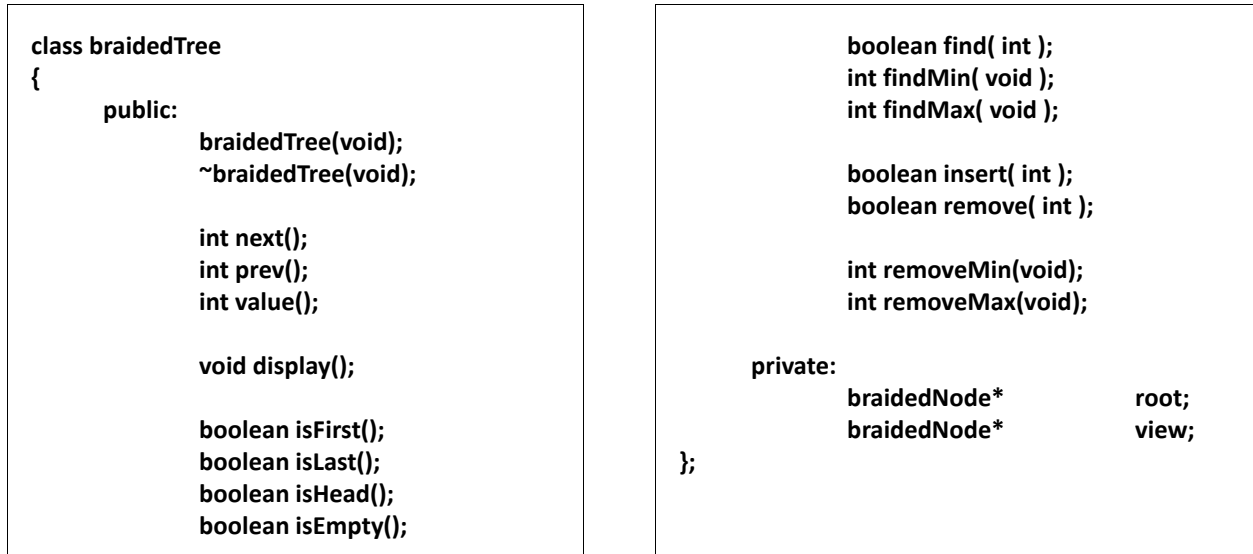 class braidedTree
{
public:
braidedTree(void);
~braidedTree(void);
int next();
int prev();
int value();
void display();
boolean isFirst();
boolean isLast();
boolean isHead();
boolean isEmpty();
boolean find( int );
int findMin( void );
int findMax( void );
boolean insert( int );
boolean remove( int );
int removeMin(void);
int removeMax(void);
private:
braidedNode* root;
braidedNode* view;
};